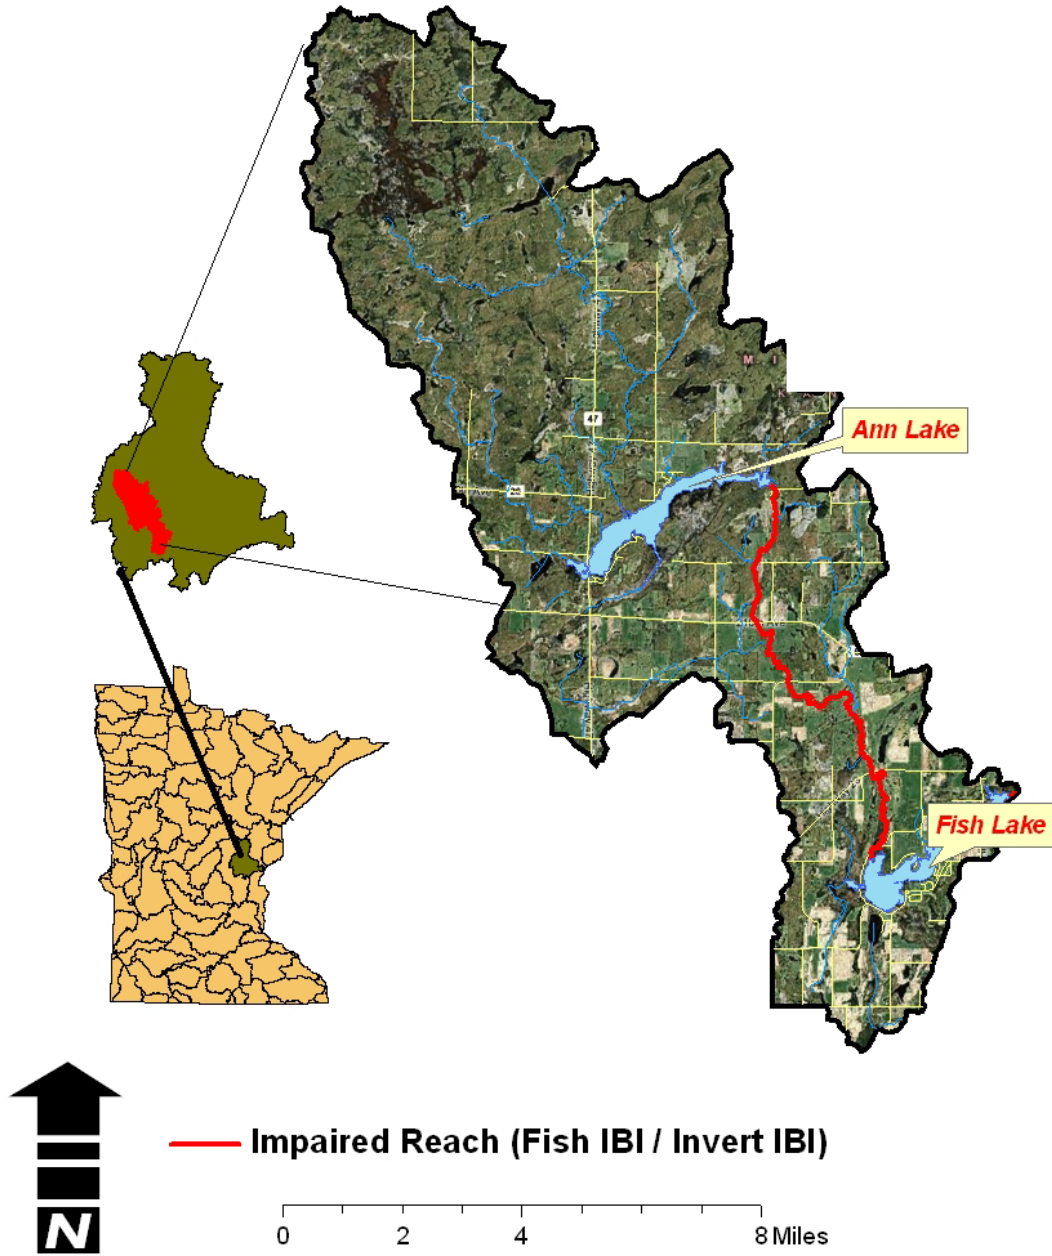 M I
47
Ann Lake
Fish Lake
Impaired Reach (Fish IBI / Invert IBI)
N
0 2 4 8 Miles